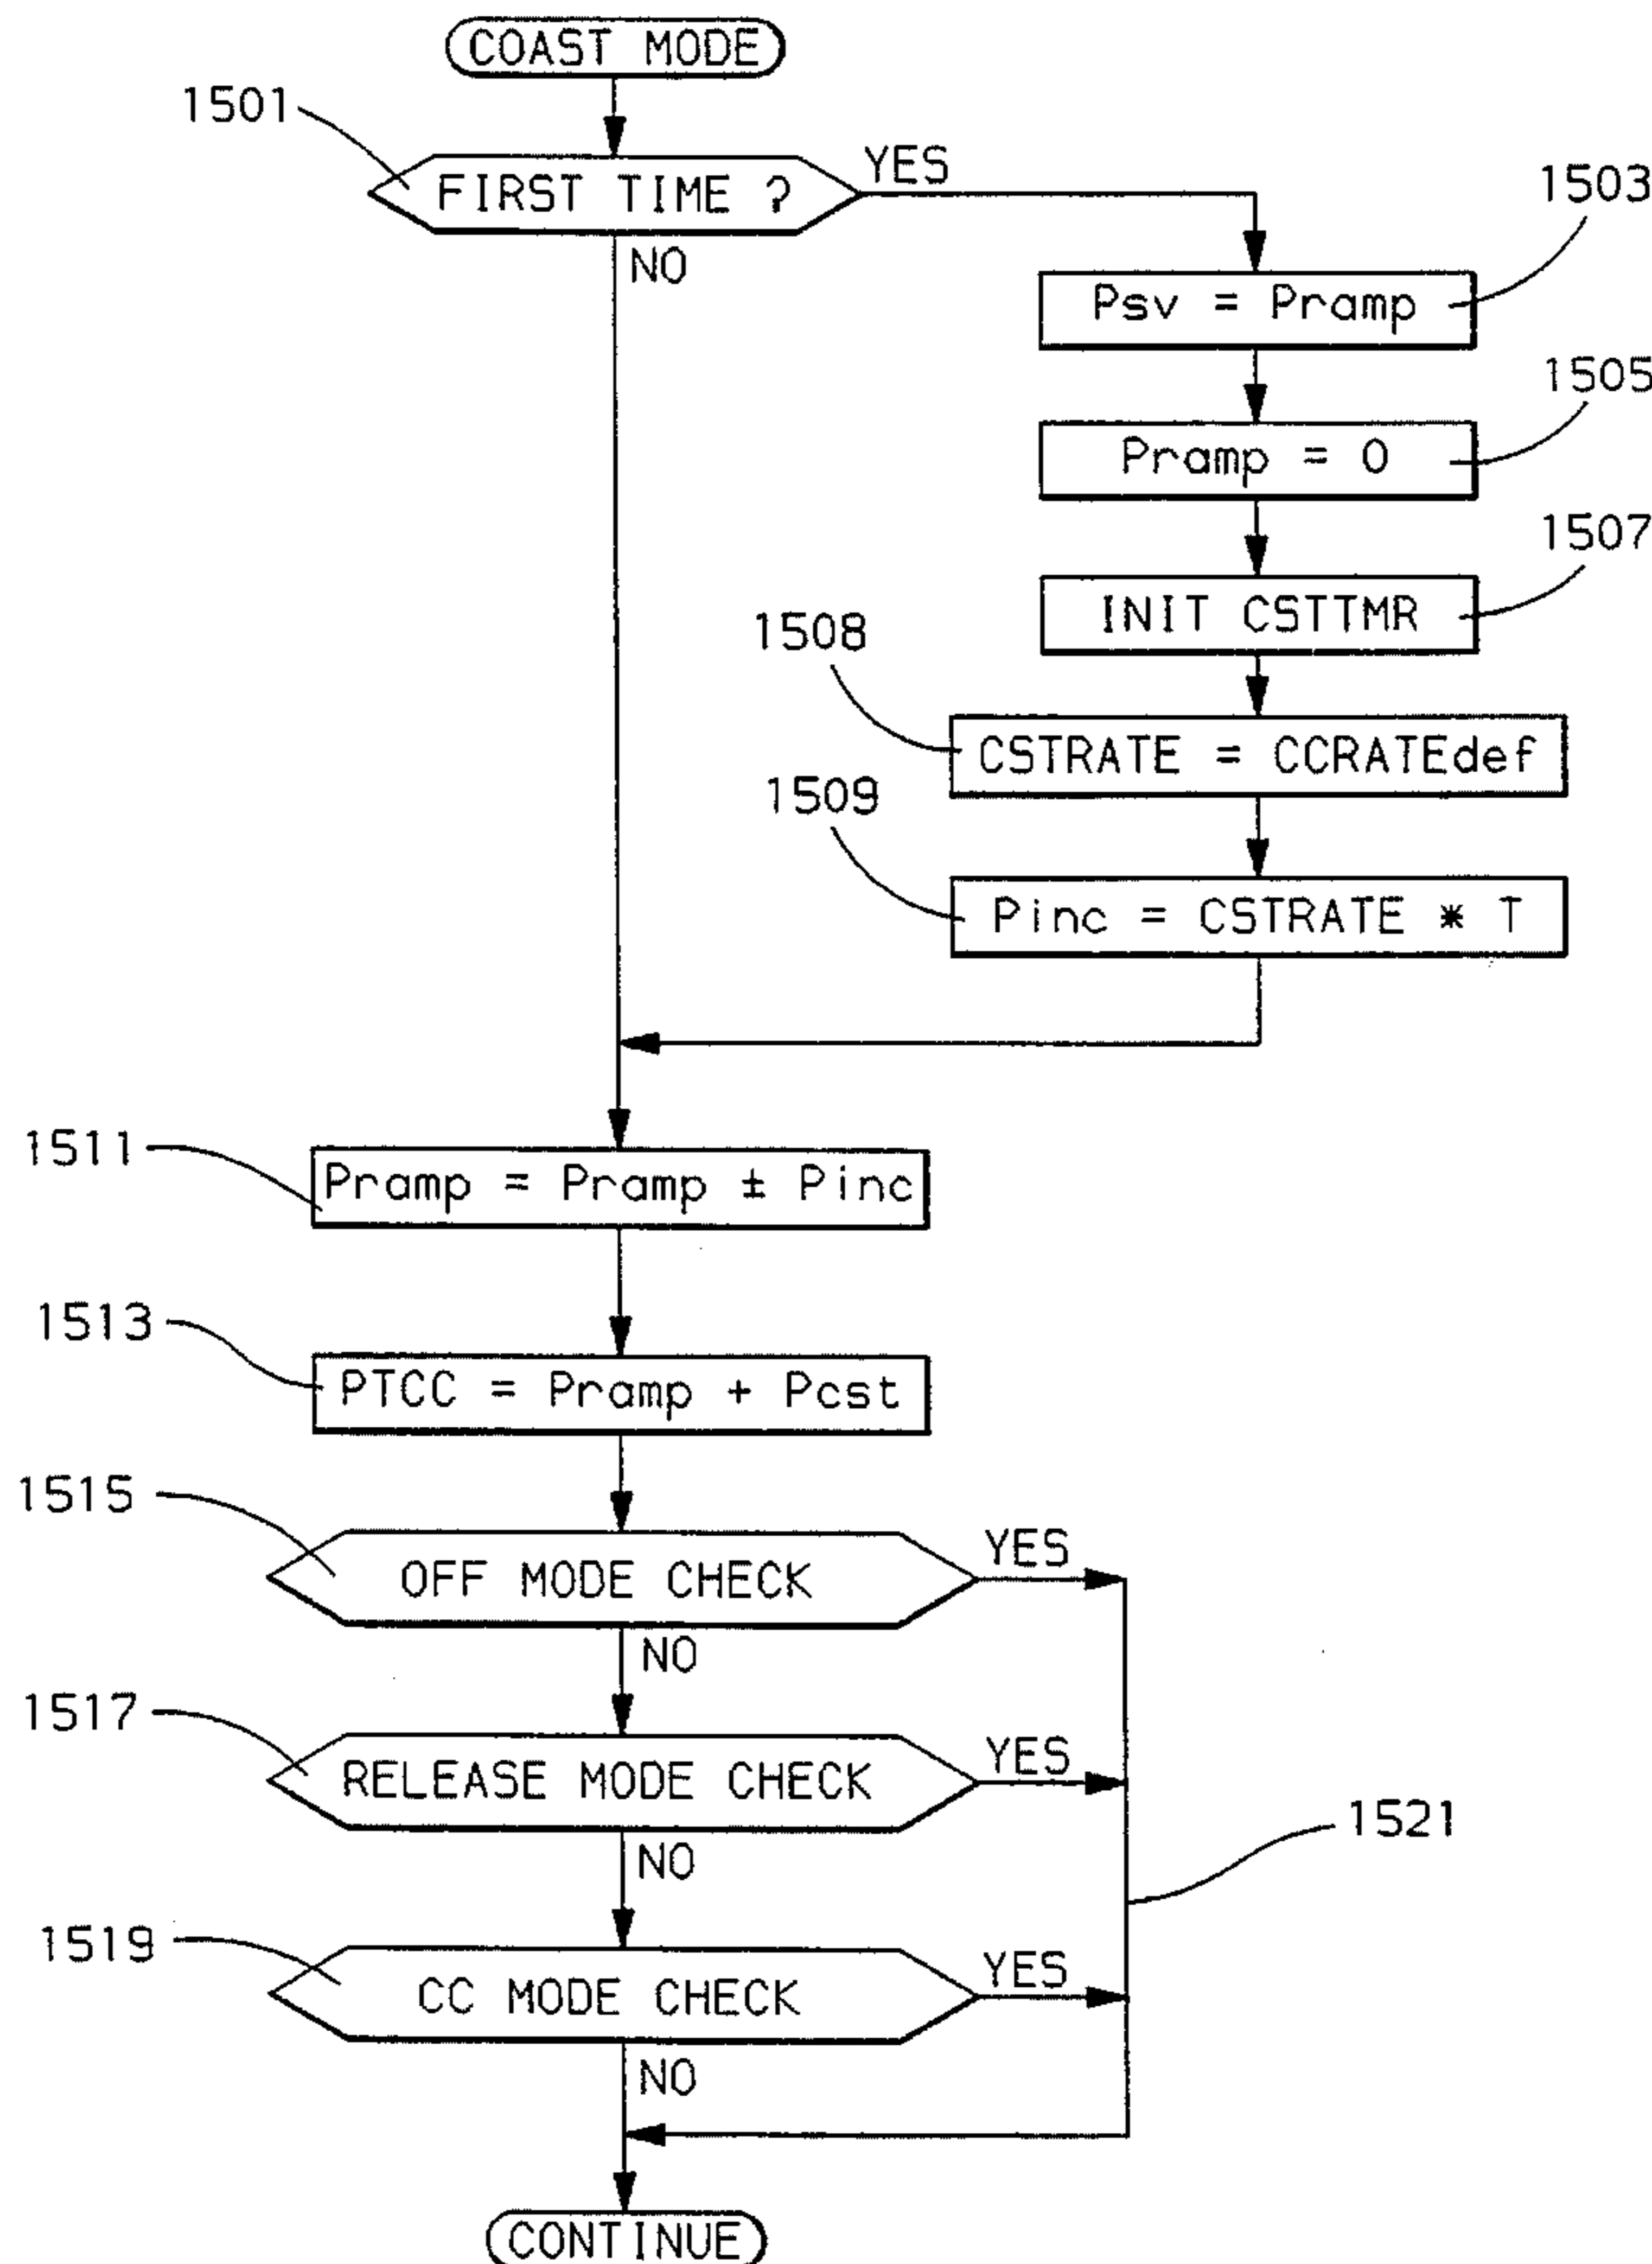 COAST MODE
1501
FIRST TIME ?
YES
NO
1503
Psv = Pramp
1505
Pramp = 0
1507
INIT CSTTMR
1508
CSTRATE = CCRATEdef
1509
Pinc = CSTRATE * T
1511
Pramp = Pramp ± Pinc
1513
PTCC = Pramp + Pcst
1515
OFF MODE CHECK
YES
NO
1517
RELEASE MODE CHECK
YES
NO
1521
1519
CC MODE CHECK
YES
NO
CONTINUE